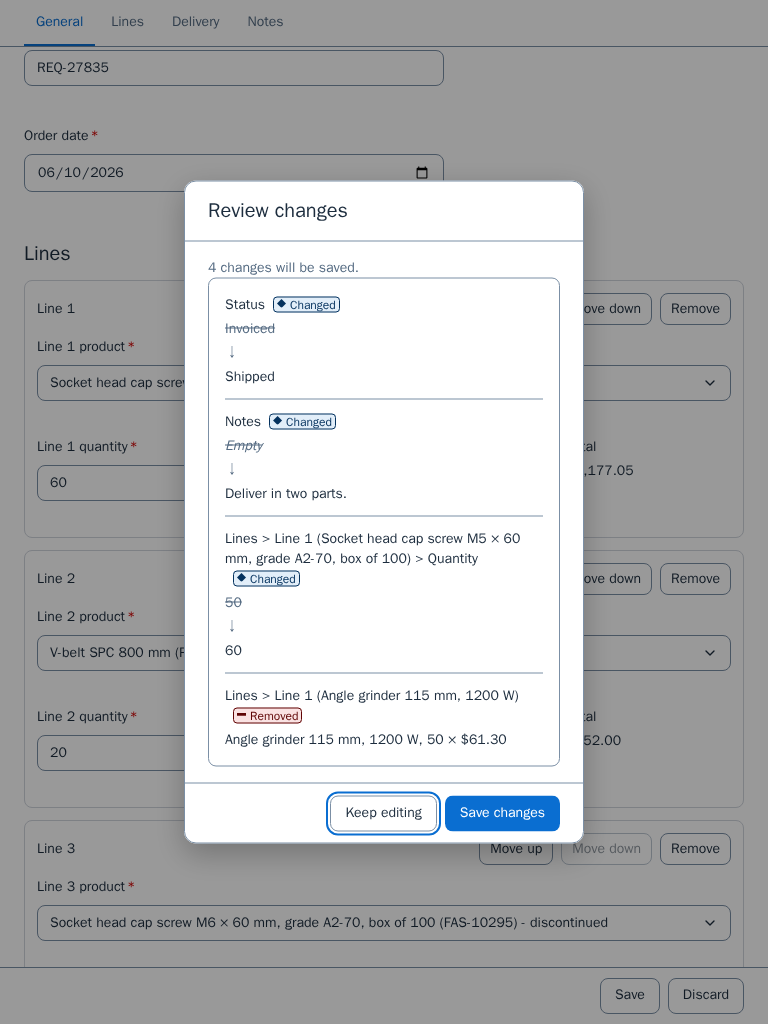 General Lines Delivery Notes
REQ-27835
Order date *
06/10/2026
Lines
Line 1
ove down Remove
Line 1 product *
Socket head cap screw
Line 1 quantity *
tal
60
,177.05
Line 2
ove down Remove
Line 2 product *
V-belt SPC 800 mm (P
Line 2 quantity *
tal
20
52.00
Line 3
Move up Move down Remove
Line 3 product *
Socket head cap screw M6 × 60 mm, grade A2-70, box of 100 (FAS-10295) - discontinued
Save Discard
Review changes
4 changes will be saved.
Status Changed
Invoiced
↓
Shipped
Notes Changed
Empty
↓
Deliver in two parts.
Lines > Line 1 (Socket head cap screw M5 × 60
mm, grade A2-70, box of 100) > Quantity
Changed
50
↓
60
Lines > Line 1 (Angle grinder 115 mm, 1200 W)
Removed
Angle grinder 115 mm, 1200 W, 50 × $61.30
Keep editing Save changes